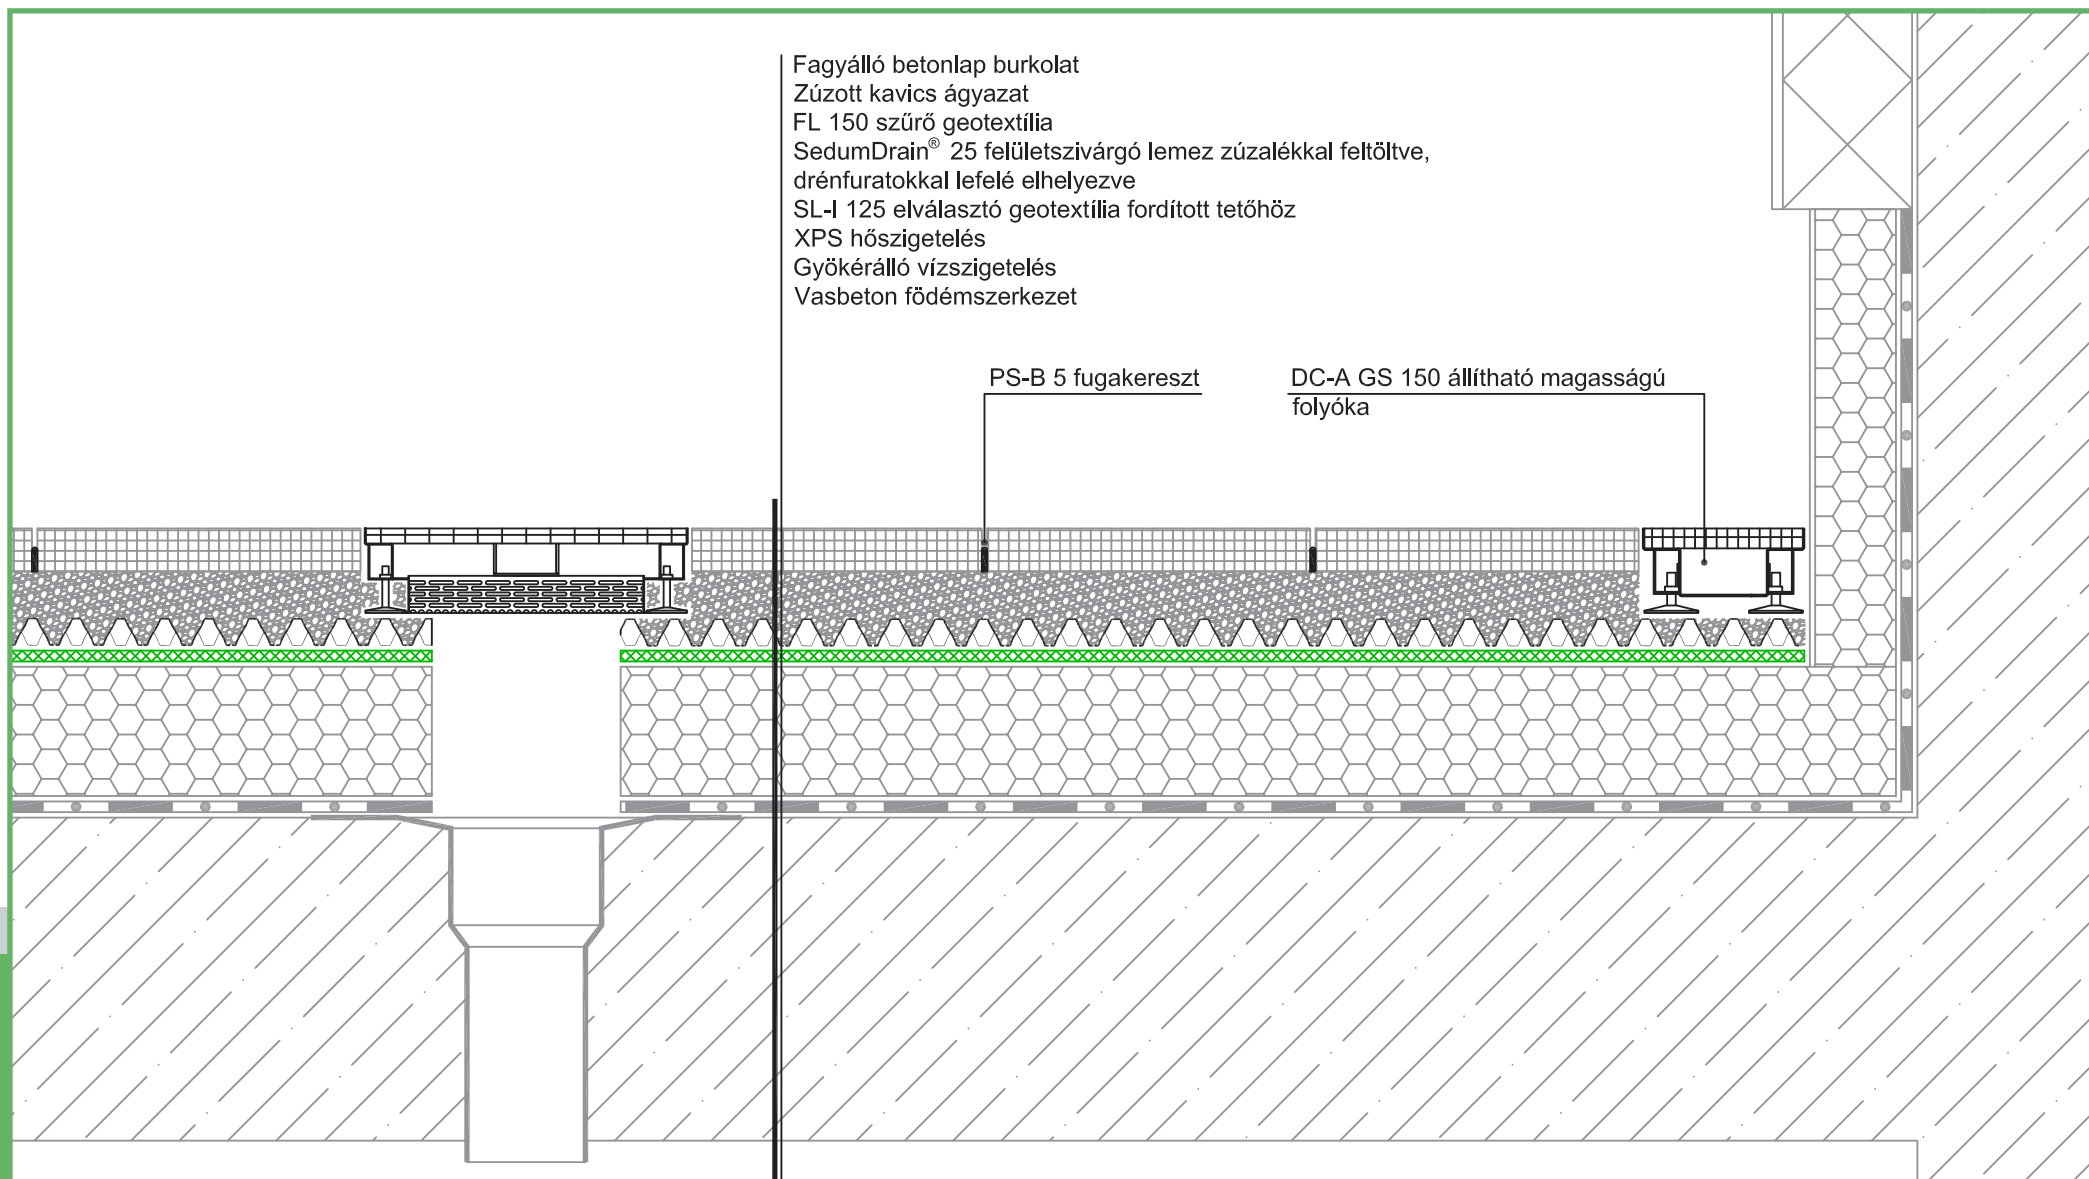 Fagyálló betonlap burkolat
Zúzott kavics ágyazat
FL 150 szűrő geotextília
SedumDrain® 25 felületszivárgó lemez zúzalékkal feltöltve,
drénfuratokkal lefelé elhelyezve
SL-I 125 elválasztó geotextília fordított tetőhöz
XPS hőszigetelés
Gyökérálló vízszigetelés
Vasbeton födémszerkezet
PS-B 5 fugakereszt
DC-A GS 150 állítható magasságú
folyóka